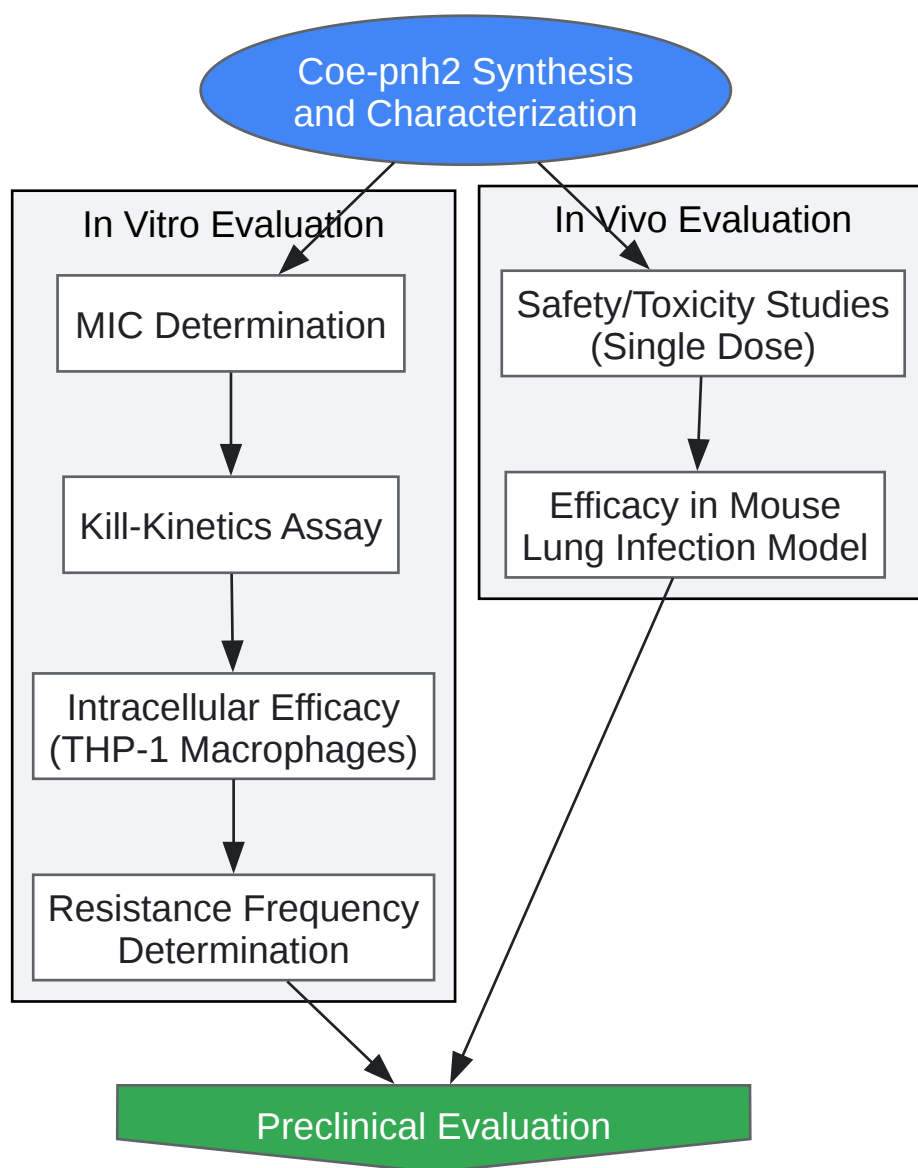 Coe-pnh2 Synthesis
and Characterization
In Vitro Evaluation
MIC Determination
Kill-Kinetics Assay
Intracellular Efficacy
(THP-1 Macrophages)
Resistance Frequency
Determination
In Vivo Evaluation
Safety/Toxicity Studies
(Single Dose)
Efficacy in Mouse
Lung Infection Model
Preclinical Evaluation